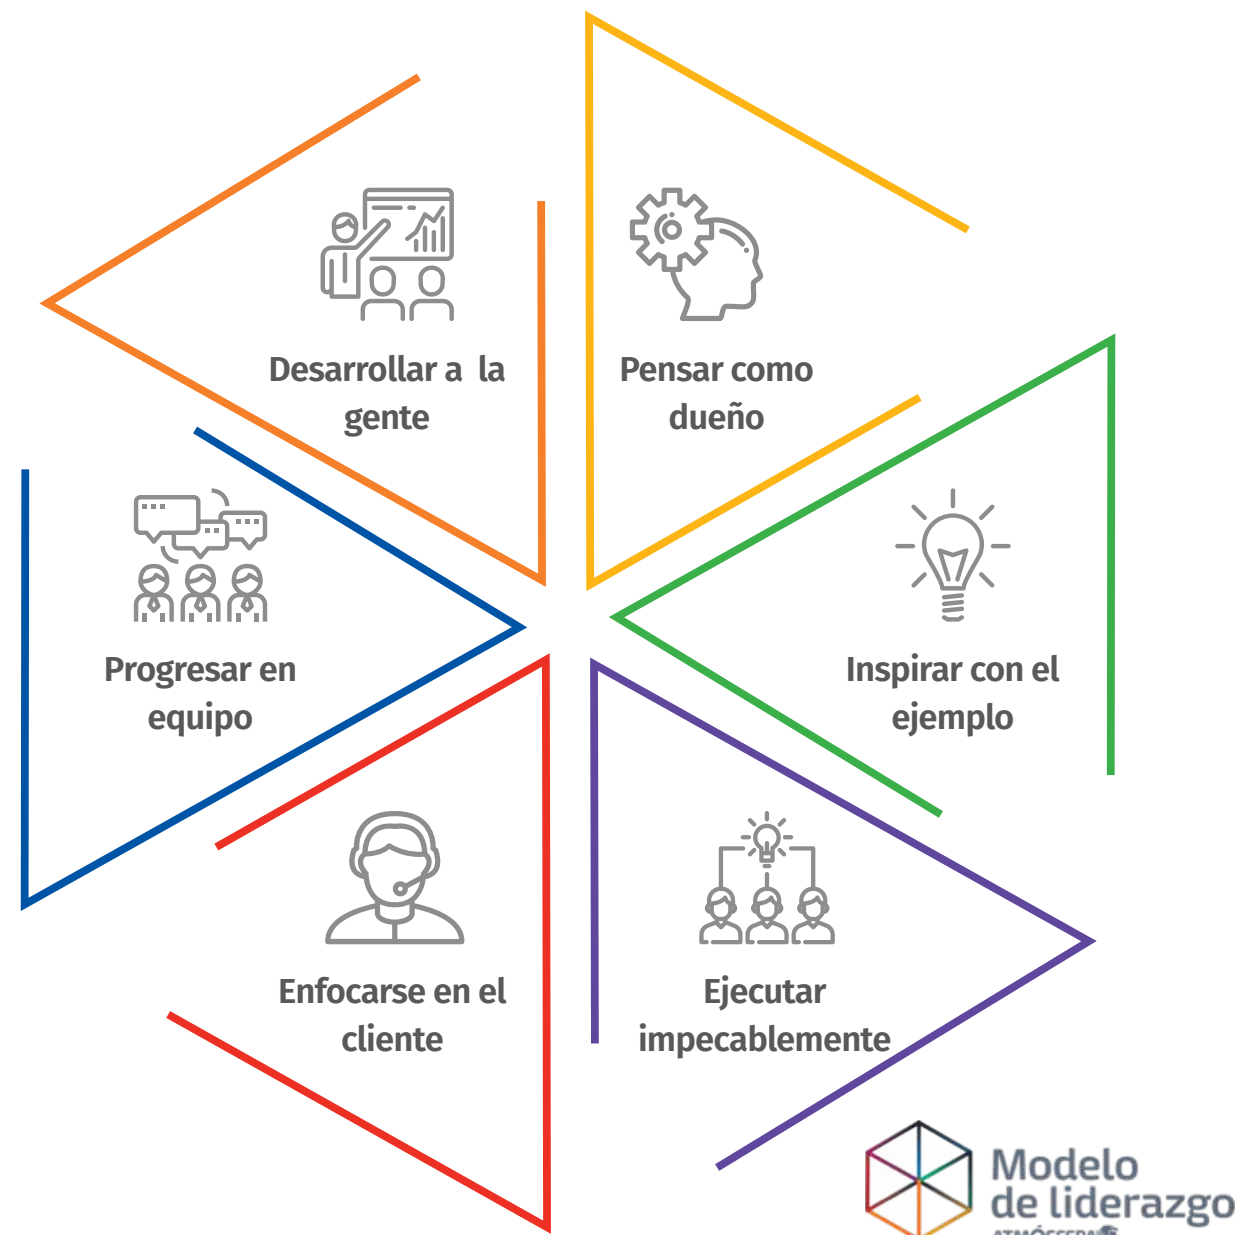 Desarrollar a la
gente
Pensar como
dueño
Progresar en
equipo
Inspirar con el
ejemplo
Enfocarse en el
cliente
Ejecutar
impecablemente
Modelo
de liderazgo